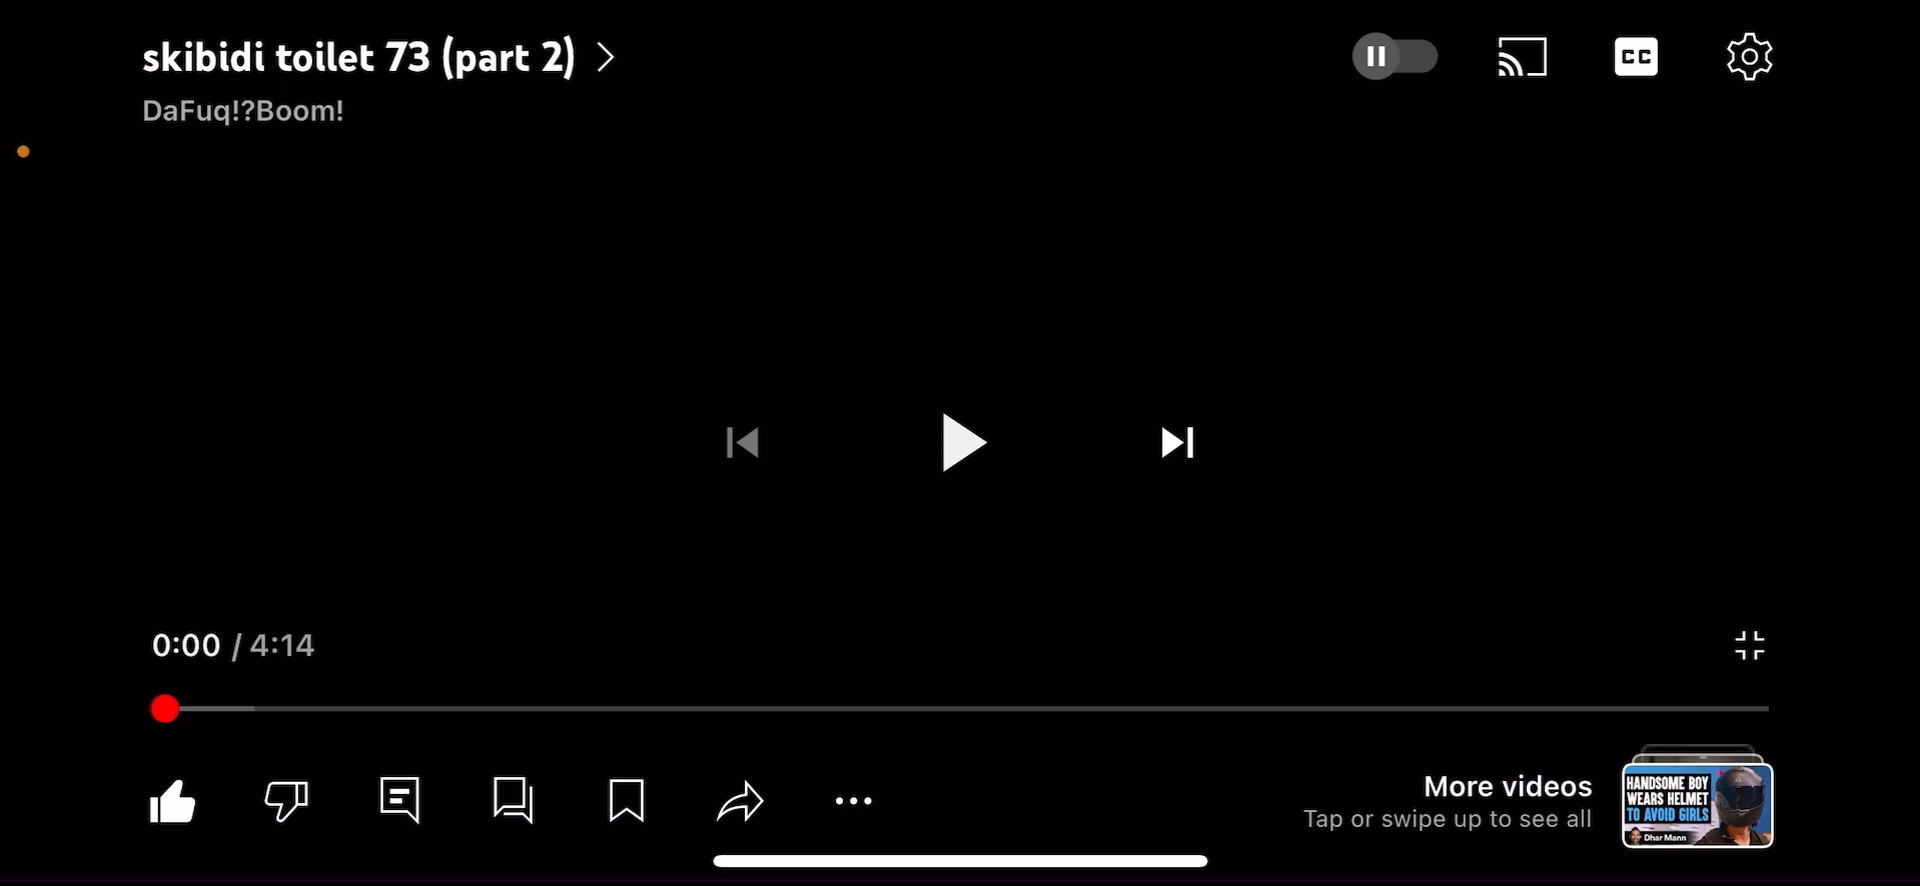 skibidi toilet 73 (part 2)
DaFuq!?Boom!
CC
0:00 / 4:14
More videos
Tap or swipe up to see all
HANDSOME BOY
WEARS HELMET
TO AVOID GIRLS
Dhar Mann